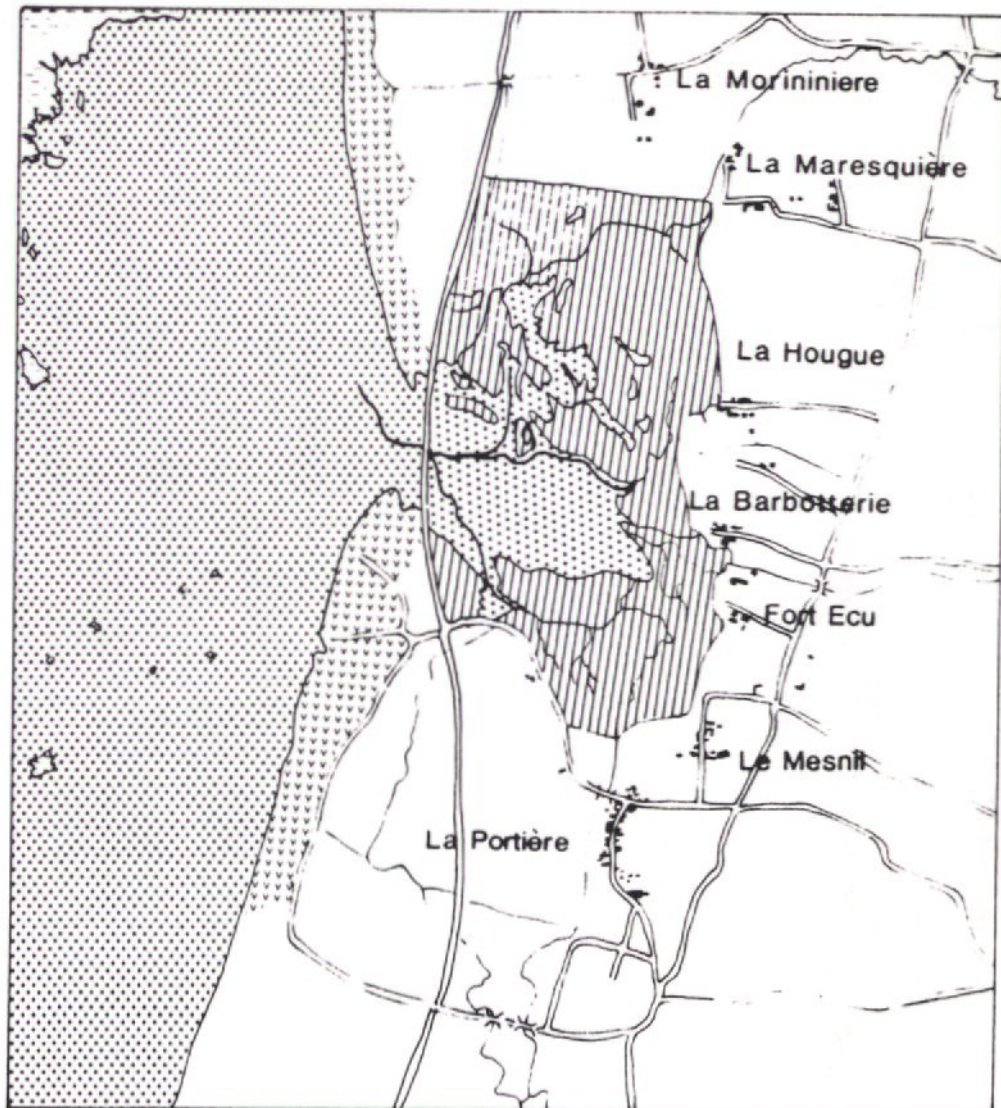 La Morininiere
La Maresquière
La Hougue
La Barbotterie
Fort Ecu
Le Mesnil
La Portière